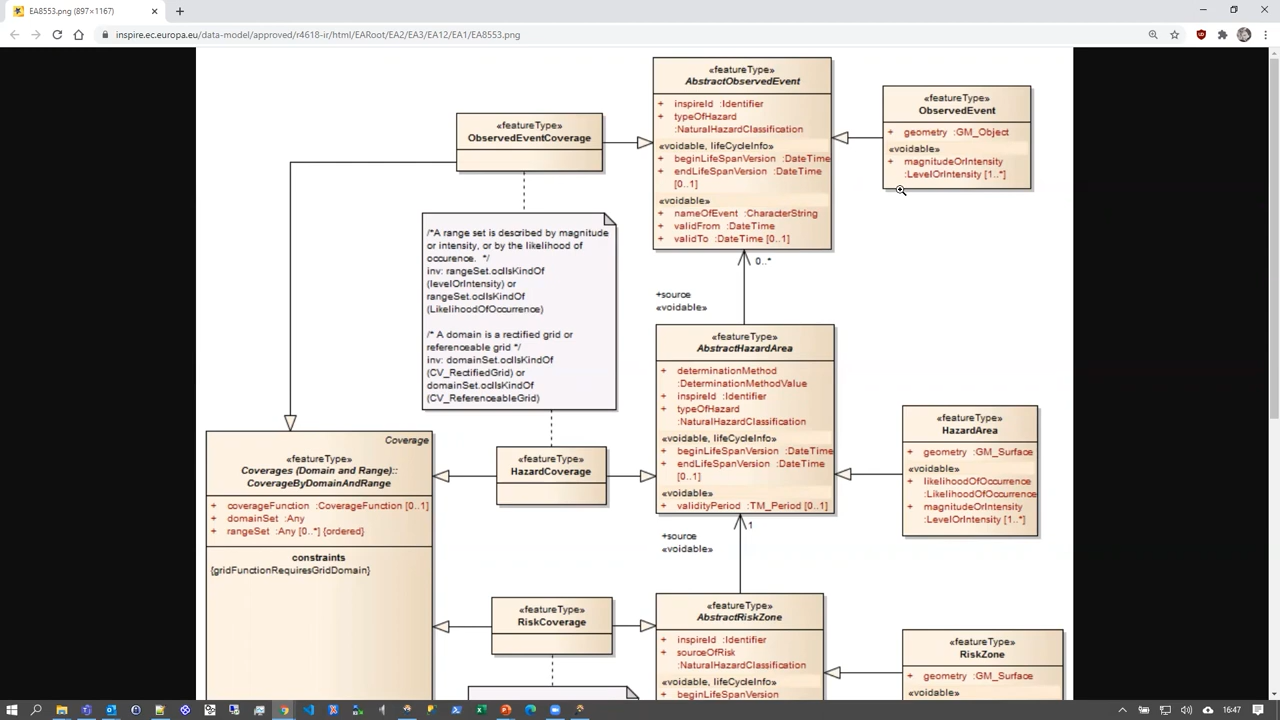 EA8553.png (897×1167)
inspire.ec.europa.eu/data-model/approved/r4618-ir/html/EARoot/EA2/EA3/EA12/EA1/EA8553.png
«featureType»
AbstractObservedEvent
+ inspireId :Identifier
+ typeOfHazard
:NaturalHazardClassification
«voidable, lifeCycleInfo»
+ beginLifeSpanVersion :DateTime
+ endLifeSpanVersion :DateTime
[0..1]
«voidable»
+ nameOfEvent :CharacterString
+ validFrom :DateTime
+ validTo :DateTime [0..1]
«featureType»
ObservedEvent
+ geometry :GM_Object
«voidable»
+ magnitudeOrIntensity
:LevelOrIntensity [1..*]
«featureType»
ObservedEventCoverage
/*A range set is described by magnitude
or intensity, or by the likelihood of
occurence. */
inv: rangeSet.oclIsKindOf
(levelOrIntensity) or
rangeSet.oclIsKindOf
(LikelihoodOfOccurrence)
/* A domain is a rectified grid or
referenceable grid */
inv: domainSet.oclIsKindOf
(CV_RectifiedGrid) or
domainSet.oclIsKindOf
(CV_ReferenceableGrid)
0..*
+source
«voidable»
«featureType»
AbstractHazardArea
+ determinationMethod
:DeterminationMethodValue
+ inspireId :Identifier
+ typeOfHazard
:NaturalHazardClassification
«voidable, lifeCycleInfo»
+ beginLifeSpanVersion :DateTime
+ endLifeSpanVersion :DateTime
[0..1]
«voidable»
+ validityPeriod :TM_Period [0..1]
«featureType»
HazardArea
+ geometry :GM_Surface
«voidable»
+ likelihoodOfOccurrence
:LikelihoodOfOccurrence
+ magnitudeOrIntensity
:LevelOrIntensity [1..*]
Coverage
«featureType»
Coverages (Domain and Range)::
CoverageByDomainAndRange
+ coverageFunction :CoverageFunction [0..1]
+ domainSet :Any
+ rangeSet :Any [0..*] {ordered}
constraints
{gridFunctionRequiresGridDomain}
«featureType»
HazardCoverage
1
+source
«voidable»
«featureType»
RiskCoverage
«featureType»
AbstractRiskZone
+ inspireId :Identifier
+ sourceOfRisk
:NaturalHazardClassification
«voidable, lifeCycleInfo»
+ beginLifeSpanVersion
«featureType»
RiskZone
+ geometry :GM_Surface
«voidable»
16:47